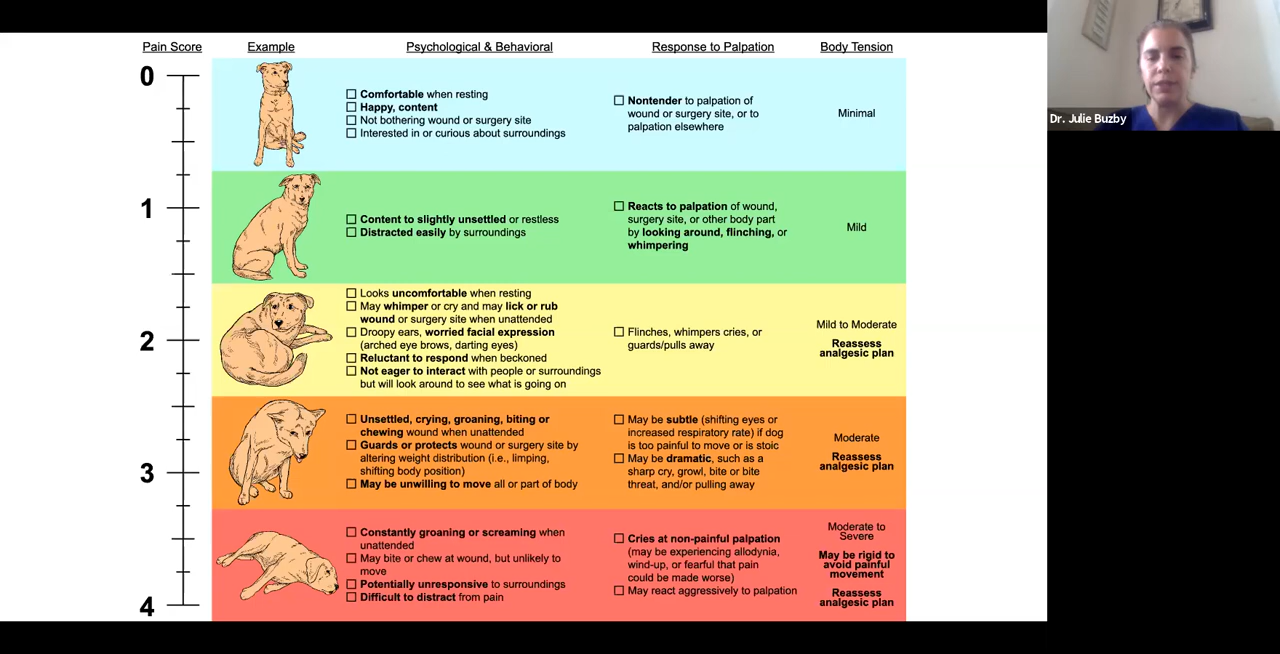 Pain Score Example Psychological & Behavioral Response to Palpation Body Tension
0
Comfortable when resting
Happy, content
Not bothering wound or surgery site
Interested in or curious about surroundings
Nontender to palpation of
wound or surgery site, or to
palpation elsewhere
Minimal
1
Content to slightly unsettled or restless
Distracted easily by surroundings
Reacts to palpation of wound,
surgery site, or other body part
by looking around, flinching, or
whimpering
Mild
2
Looks uncomfortable when resting
May whimper or cry and may lick or rub
wound or surgery site when unattended
Droopy ears, worried facial expression
(arched eye brows, darting eyes)
Reluctant to respond when beckoned
Not eager to interact with people or surroundings
but will look around to see what is going on
Flinches, whimpers cries, or
guards/pulls away
Mild to Moderate
Reassess
analgesic plan
3
Unsettled, crying, groaning, biting or
chewing wound when unattended
Guards or protects wound or surgery site by
altering weight distribution (i.e., limping,
shifting body position)
May be unwilling to move all or part of body
May be subtle (shifting eyes or
increased respiratory rate) if dog
is too painful to move or is stoic
May be dramatic, such as a
sharp cry, growl, bite or bite
threat, and/or pulling away
Moderate
Reassess
analgesic plan
4
Constantly groaning or screaming when
unattended
May bite or chew at wound, but unlikely to
move
Potentially unresponsive to surroundings
Difficult to distract from pain
Cries at non-painful palpation
(may be experiencing allodynia,
wind-up, or fearful that pain
could be made worse)
May react aggressively to palpation
Moderate to
Severe
May be rigid to
avoid painful
movement
Reassess
analgesic plan
Dr. Julie Buzby